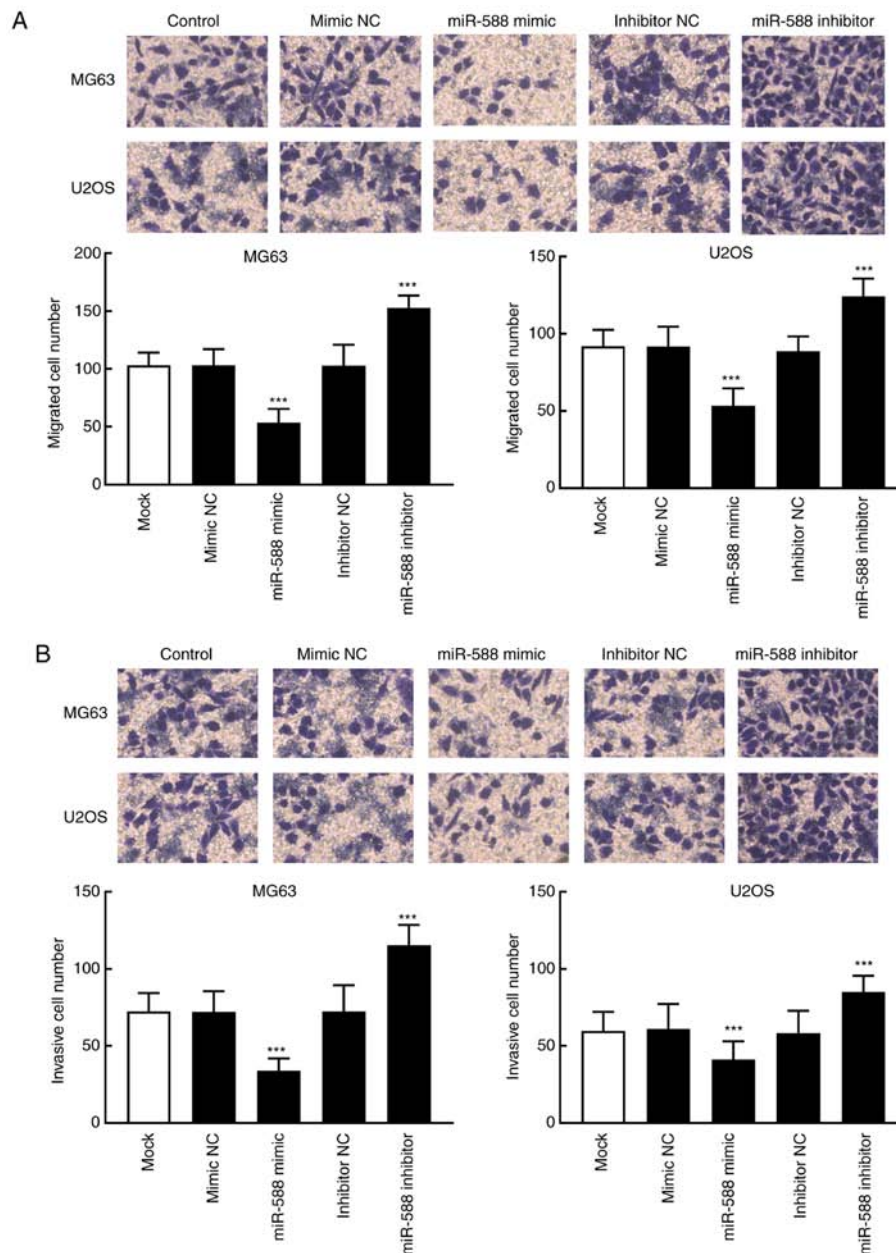 A
Control Mimic NC miR-588 mimic Inhibitor NC miR-588 inhibitor
MG63
U2OS
MG63
Migrated cell number
200
150
100
50
0
***
***
Mock
Mimic NC
miR-588 mimic
Inhibitor NC
miR-588 inhibitor
U2OS
Migrated cell number
150
100
50
0
***
***
Mock
Mimic NC
miR-588 mimic
Inhibitor NC
miR-588 inhibitor
B
Control Mimic NC miR-588 mimic Inhibitor NC miR-588 inhibitor
MG63
U2OS
MG63
Invasive cell number
150
100
50
0
***
***
Mock
Mimic NC
miR-588 mimic
Inhibitor NC
miR-588 inhibitor
U2OS
Invasive cell number
150
100
50
0
***
***
Mock
Mimic NC
miR-588 mimic
Inhibitor NC
miR-588 inhibitor